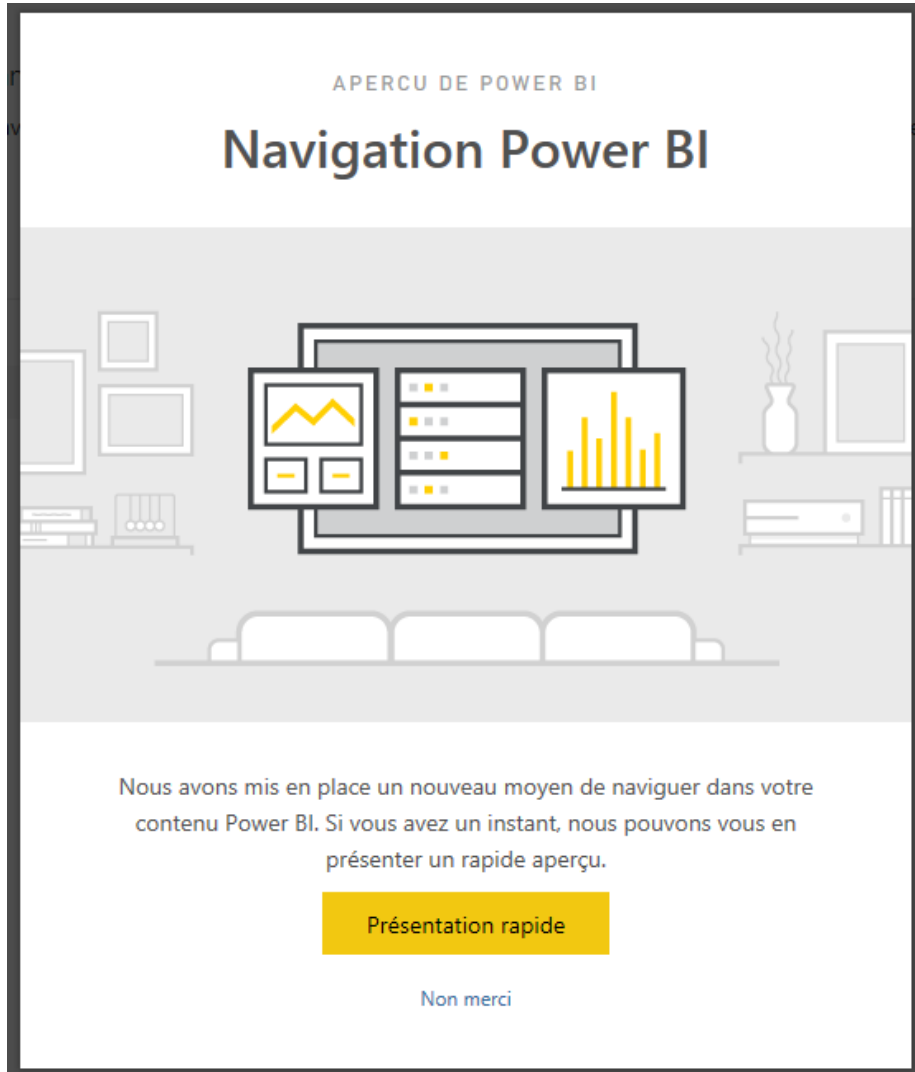 APERCU DE POWER BI
Navigation Power BI
Nous avons mis en place un nouveau moyen de naviguer dans votre
contenu Power BI. Si vous avez un instant, nous pouvons vous en
présenter un rapide aperçu.
Présentation rapide
Non merci